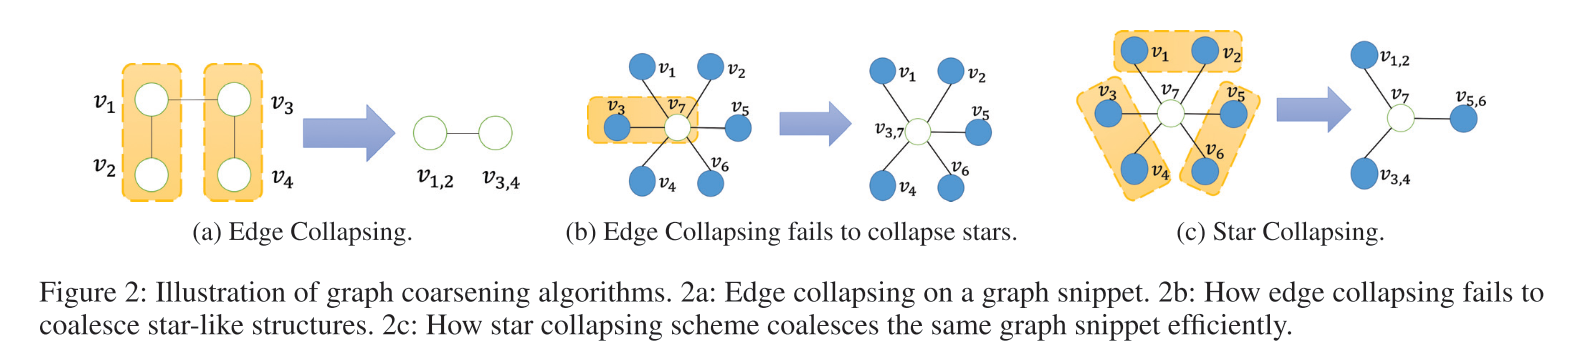 v1
v3
v2
v4
v1,2
v3,4
(a) Edge Collapsing.
v1
v2
v3
v7
v5
v4
v6
v1
v2
v3,7
v5
v4
v6
(b) Edge Collapsing fails to collapse stars.
v1
v2
v3
v7
v5
v4
v6
v1,2
v7
v5,6
v3,4
(c) Star Collapsing.
Figure 2: Illustration of graph coarsening algorithms. 2a: Edge collapsing on a graph snippet. 2b: How edge collapsing fails to
coalesce star-like structures. 2c: How star collapsing scheme coalesces the same graph snippet efficiently.